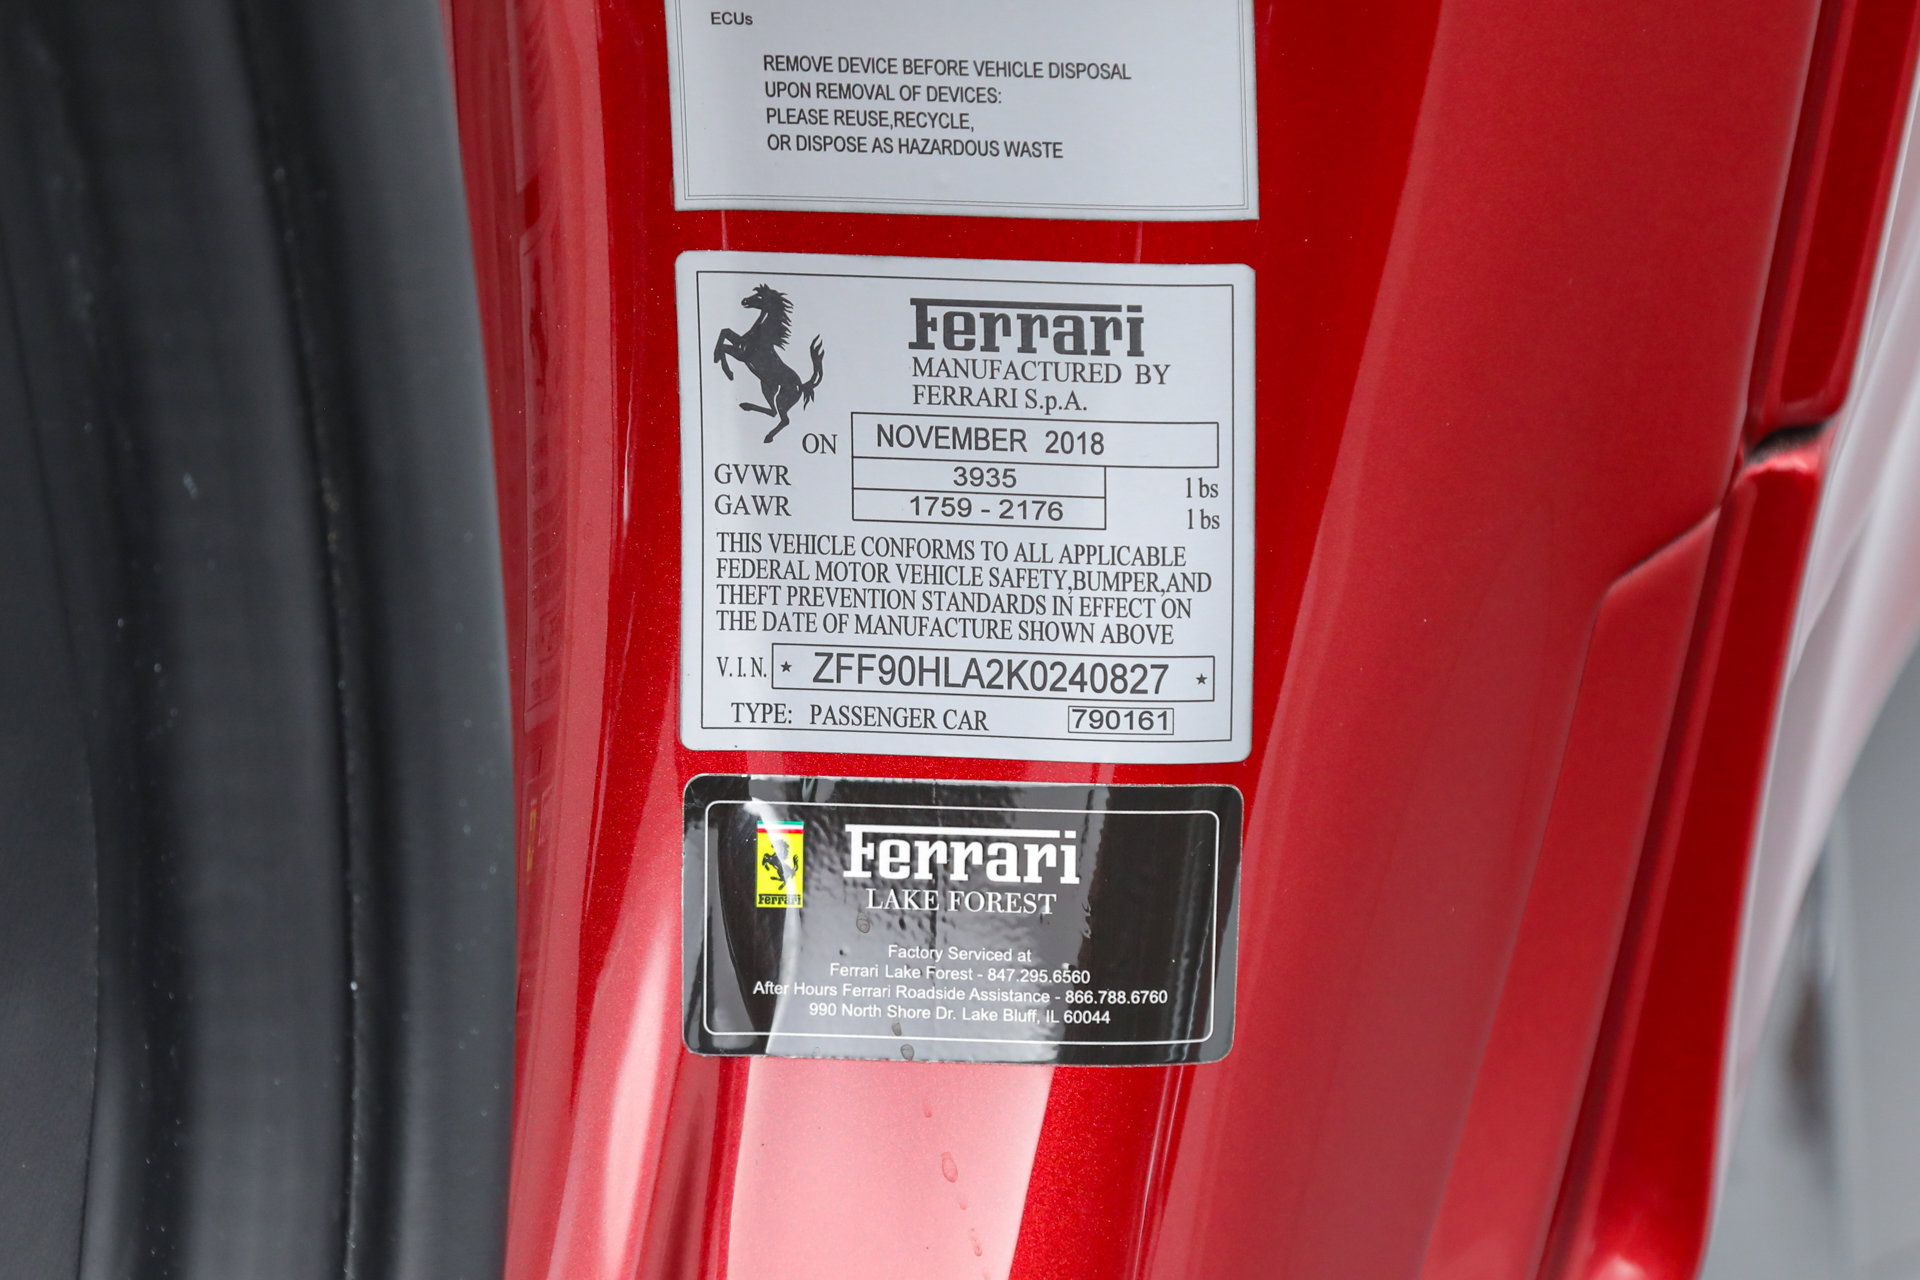 ECUs
REMOVE DEVICE BEFORE VEHICLE DISPOSAL
UPON REMOVAL OF DEVICES:
PLEASE REUSE,RECYCLE,
OR DISPOSE AS HAZARDOUS WASTE
Ferrari
MANUFACTURED BY
FERRARI S.p.A.
ON NOVEMBER 2018
GVWR 3935 lbs
GAWR 1759 - 2176 lbs
THIS VEHICLE CONFORMS TO ALL APPLICABLE
FEDERAL MOTOR VEHICLE SAFETY,BUMPER,AND
THEFT PREVENTION STANDARDS IN EFFECT ON
THE DATE OF MANUFACTURE SHOWN ABOVE
V.I.N. * ZFF90HLA2K0240827 *
TYPE: PASSENGER CAR 790161
Ferrari
Ferrari
LAKE FOREST
Factory Serviced at
Ferrari Lake Forest - 847.295.6560
After Hours Ferrari Roadside Assistance - 866.788.6760
990 North Shore Dr. Lake Bluff, IL 60044